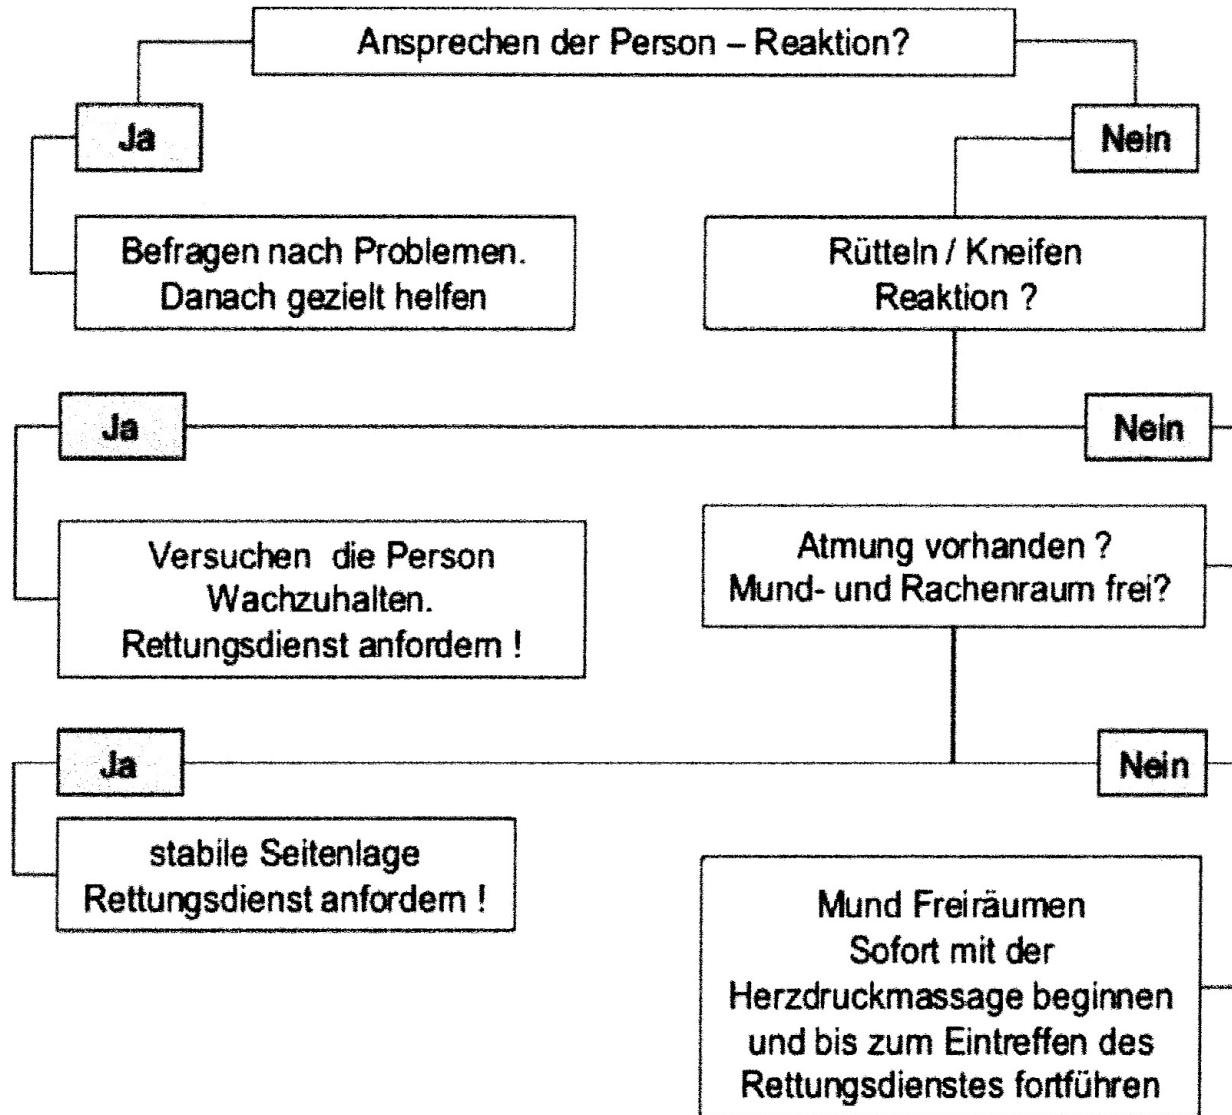 Ansprechen der Person – Reaktion?
Ja
Nein
Befragen nach Problemen.
Danach gezielt helfen
Rütteln / Kneifen
Reaktion ?
Ja
Nein
Versuchen die Person
Wachzuhalten.
Rettungsdienst anfordern !
Atmung vorhanden ?
Mund- und Rachenraum frei?
Ja
Nein
stabile Seitenlage
Rettungsdienst anfordern !
Mund Freiräumen
Sofort mit der
Herzdruckmassage beginnen
und bis zum Eintreffen des
Rettungsdienstes fortführen